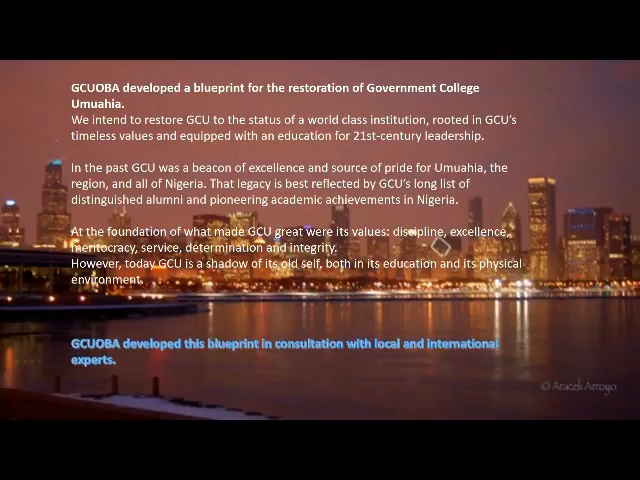 GCUOBA developed a blueprint for the restoration of Government College
Umuahia.
We intend to restore GCU to the status of a world class institution, rooted in GCU's
timeless values and equipped with an education for 21st-century leadership.
In the past GCU was a beacon of excellence and source of pride for Umuahia, the
region, and all of Nigeria. That legacy is best reflected by GCU's long list of
distinguished alumni and pioneering academic achievements in Nigeria.
At the foundation of what made GCU great were its values: discipline, excellence,
meritocracy, service, determination and integrity.
However, today GCU is a shadow of its old self, both in its education and its physical
environment.
GCUOBA developed this blueprint in consultation with local and international
experts.
© Araceli Arroyo